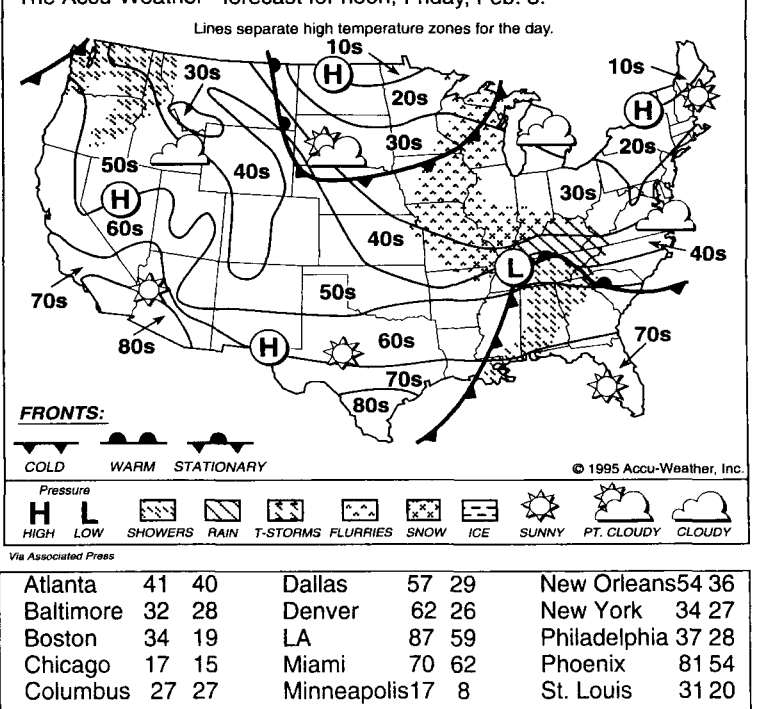 The Accu-Weather forecast for noon, Friday, Feb. 3.
Lines separate high temperature zones for the day.
10s
10s
30s
20s
30s
20s
50s
40s
30s
60s
40s
40s
70s
50s
80s
60s
70s
70s
80s
H
H
H
H
L
FRONTS:
COLD WARM STATIONARY
© 1995 Accu-Weather, Inc.
Pressure
H L
HIGH LOW SHOWERS RAIN T-STORMS FLURRIES SNOW ICE SUNNY PT. CLOUDY CLOUDY
Via Associated Press
Atlanta 41 40 Dallas 57 29 New Orleans 54 36
Baltimore 32 28 Denver 62 26 New York 34 27
Boston 34 19 LA 87 59 Philadelphia 37 28
Chicago 17 15 Miami 70 62 Phoenix 81 54
Columbus 27 27 Minneapolis 17 8 St. Louis 31 20